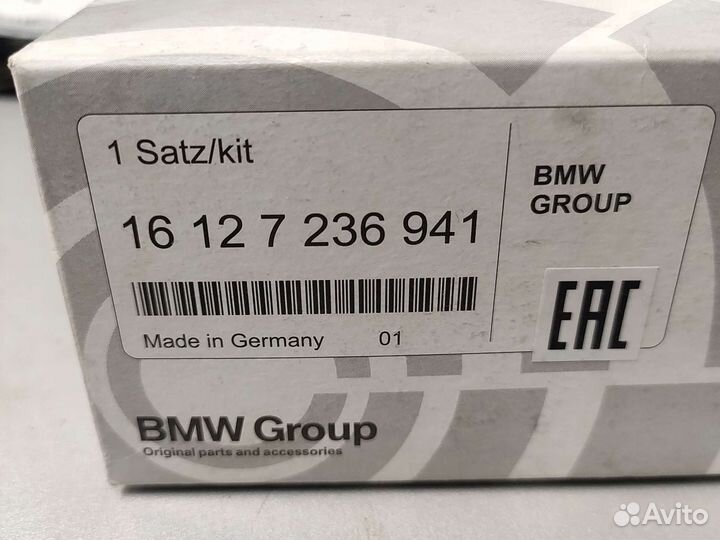 1 Satz/kit
16 12 7 236 941
Made in Germany 01
BMW
GROUP
EAC
BMW Group
Original parts and accessories
Avito